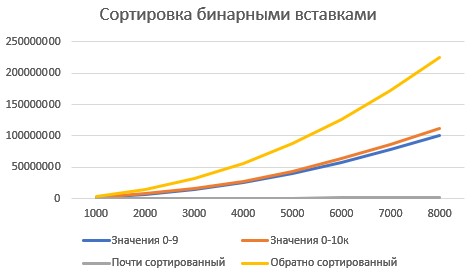 Сортировка бинарными вставками
250000000
200000000
150000000
100000000
50000000
0
1000 2000 3000 4000 5000 6000 7000 8000
Значения 0-9 Значения 0-10к
Почти сортированный Обратно сортированный